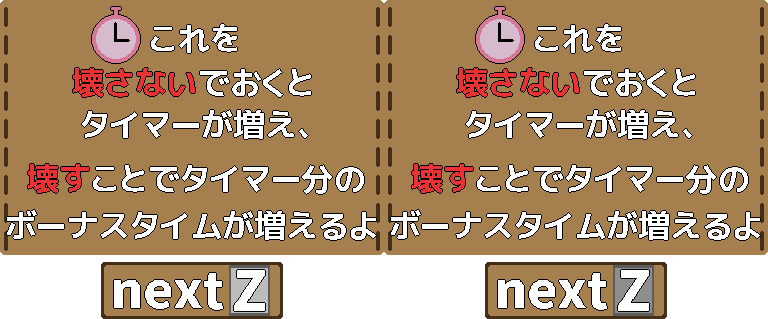 これを
壊さないでおくと
タイマーが増え、
壊すことでタイマー分の
ボーナスタイムが増えるよ
next Z
これを
壊さないでおくと
タイマーが増え、
壊すことでタイマー分の
ボーナスタイムが増えるよ
next Z